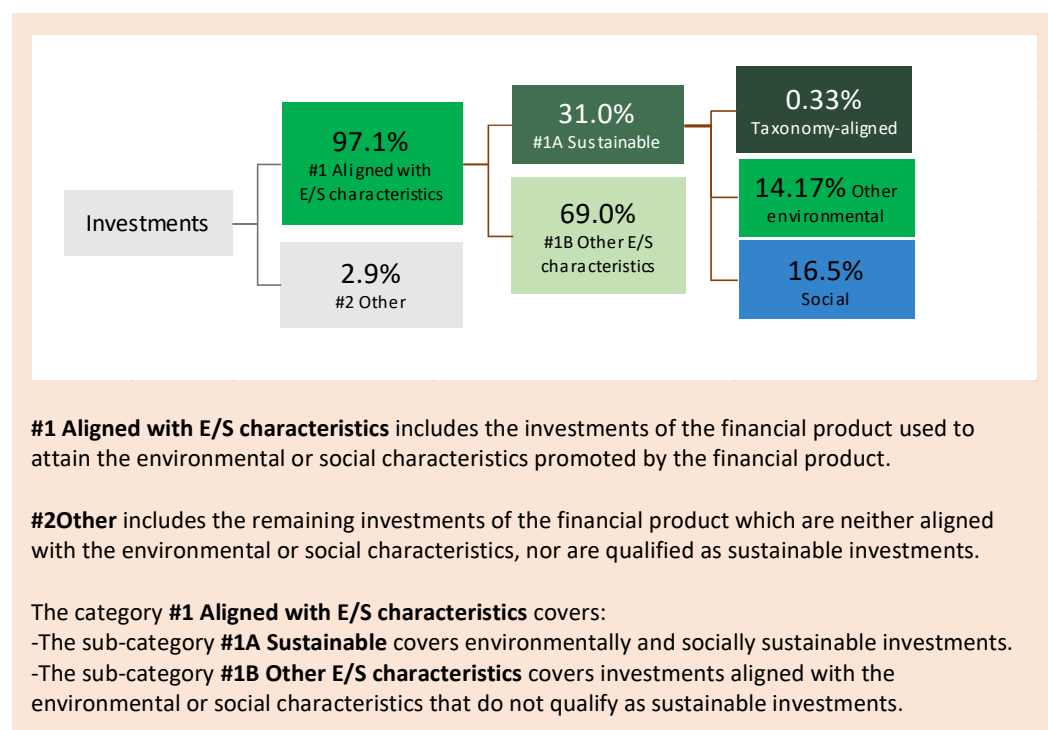 Investments
97.1%
#1 Aligned with
E/S characteristics
2.9%
#2 Other
31.0%
#1A Sustainable
69.0%
#1B Other E/S
characteristics
0.33%
Taxonomy-aligned
14.17% Other
environmental
16.5%
Social
#1 Aligned with E/S characteristics includes the investments of the financial product used to
attain the environmental or social characteristics promoted by the financial product.
#2Other includes the remaining investments of the financial product which are neither aligned
with the environmental or social characteristics, nor are qualified as sustainable investments.
The category #1 Aligned with E/S characteristics covers:
-The sub-category #1A Sustainable covers environmentally and socially sustainable investments.
-The sub-category #1B Other E/S characteristics covers investments aligned with the
environmental or social characteristics that do not qualify as sustainable investments.